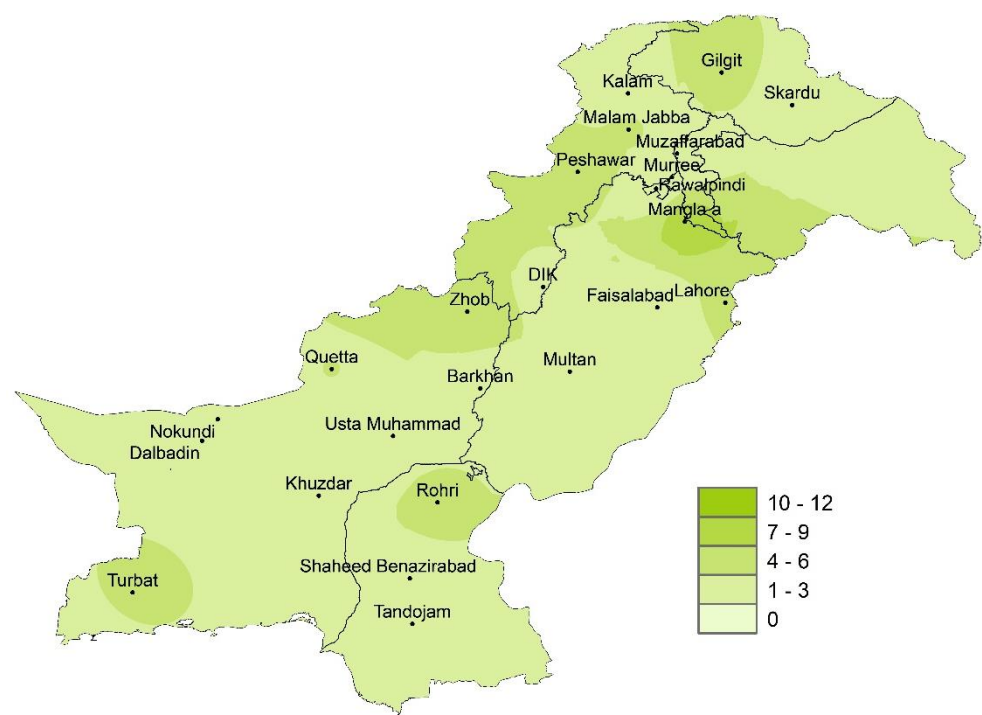 Gilgit
Kalam
Skardu
Malam Jabba
Muzaffarabad
Peshawar
Murree
Rawalpindi
Mangla a
DIK
Zhob
Faisalabad
Lahore
Quetta
Multan
Barkhan
Usta Muhammad
Nokundi
Dalbadin
Khuzdar
Rohri
Turbat
Shaheed Benazirabad
Tandojam
10 - 12
7 - 9
4 - 6
1 - 3
0